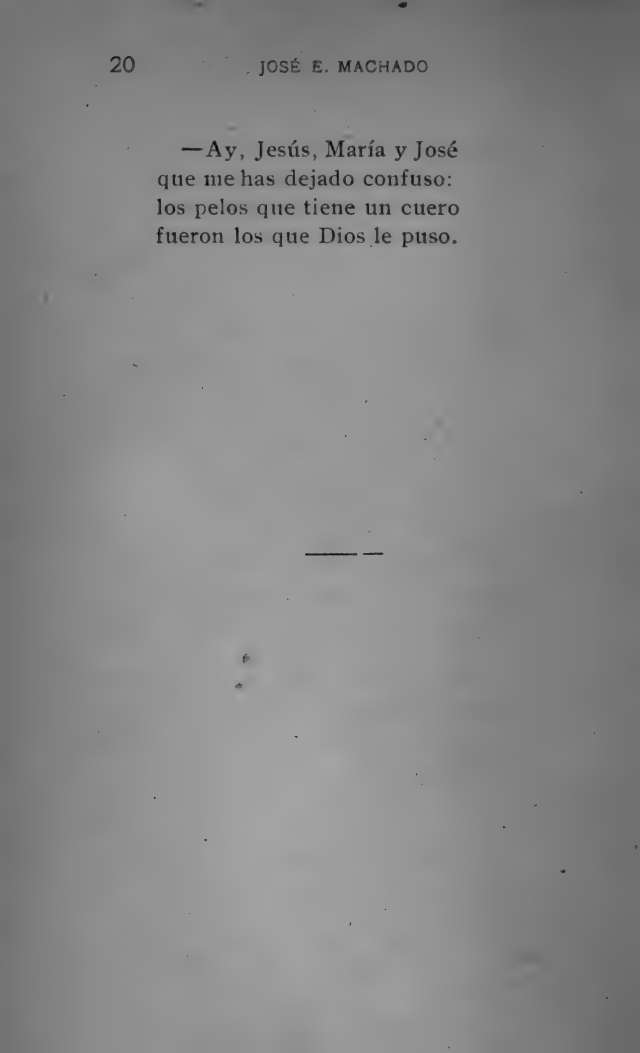 20 JOSÉ E. MACHADO
—Ay, Jesús, María y José
que me has dejado confuso:
los pelos que tiene un cuero
fueron los que Dios le puso.